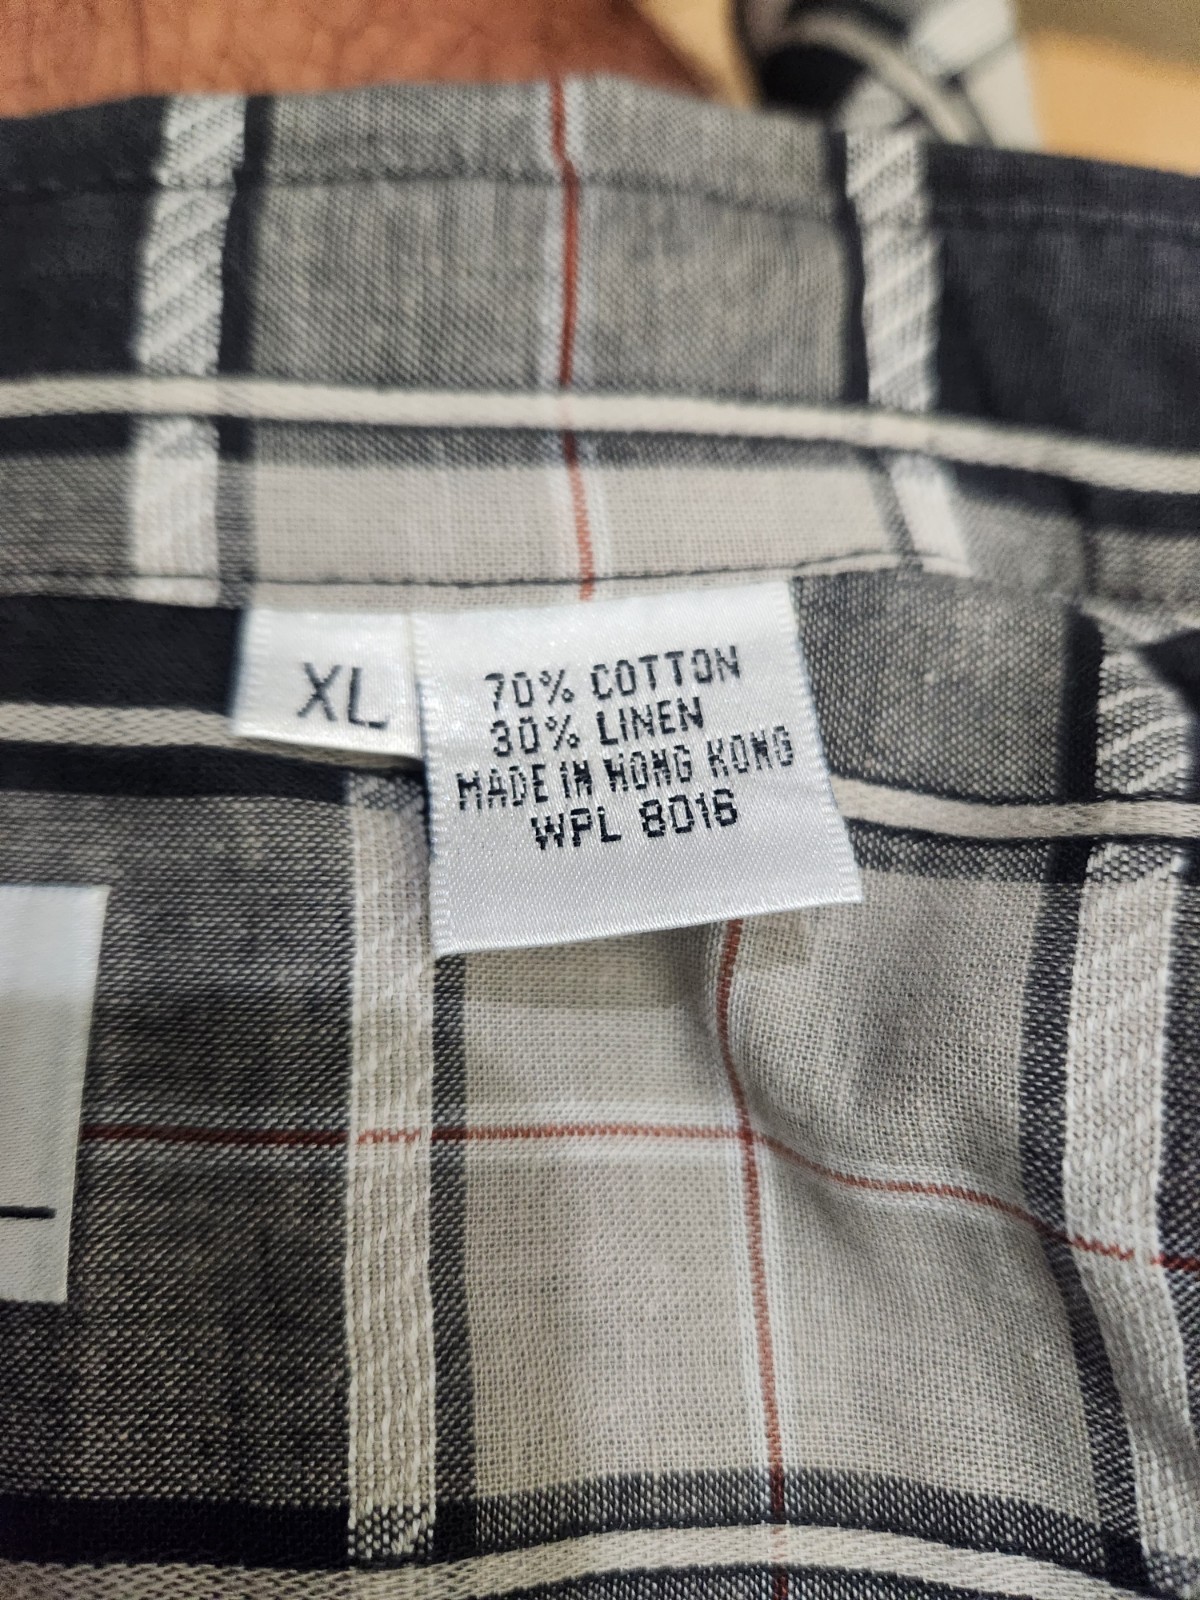 XL
70% COTTON
30% LINEN
MADE IN HONG KONG
WPL 8016